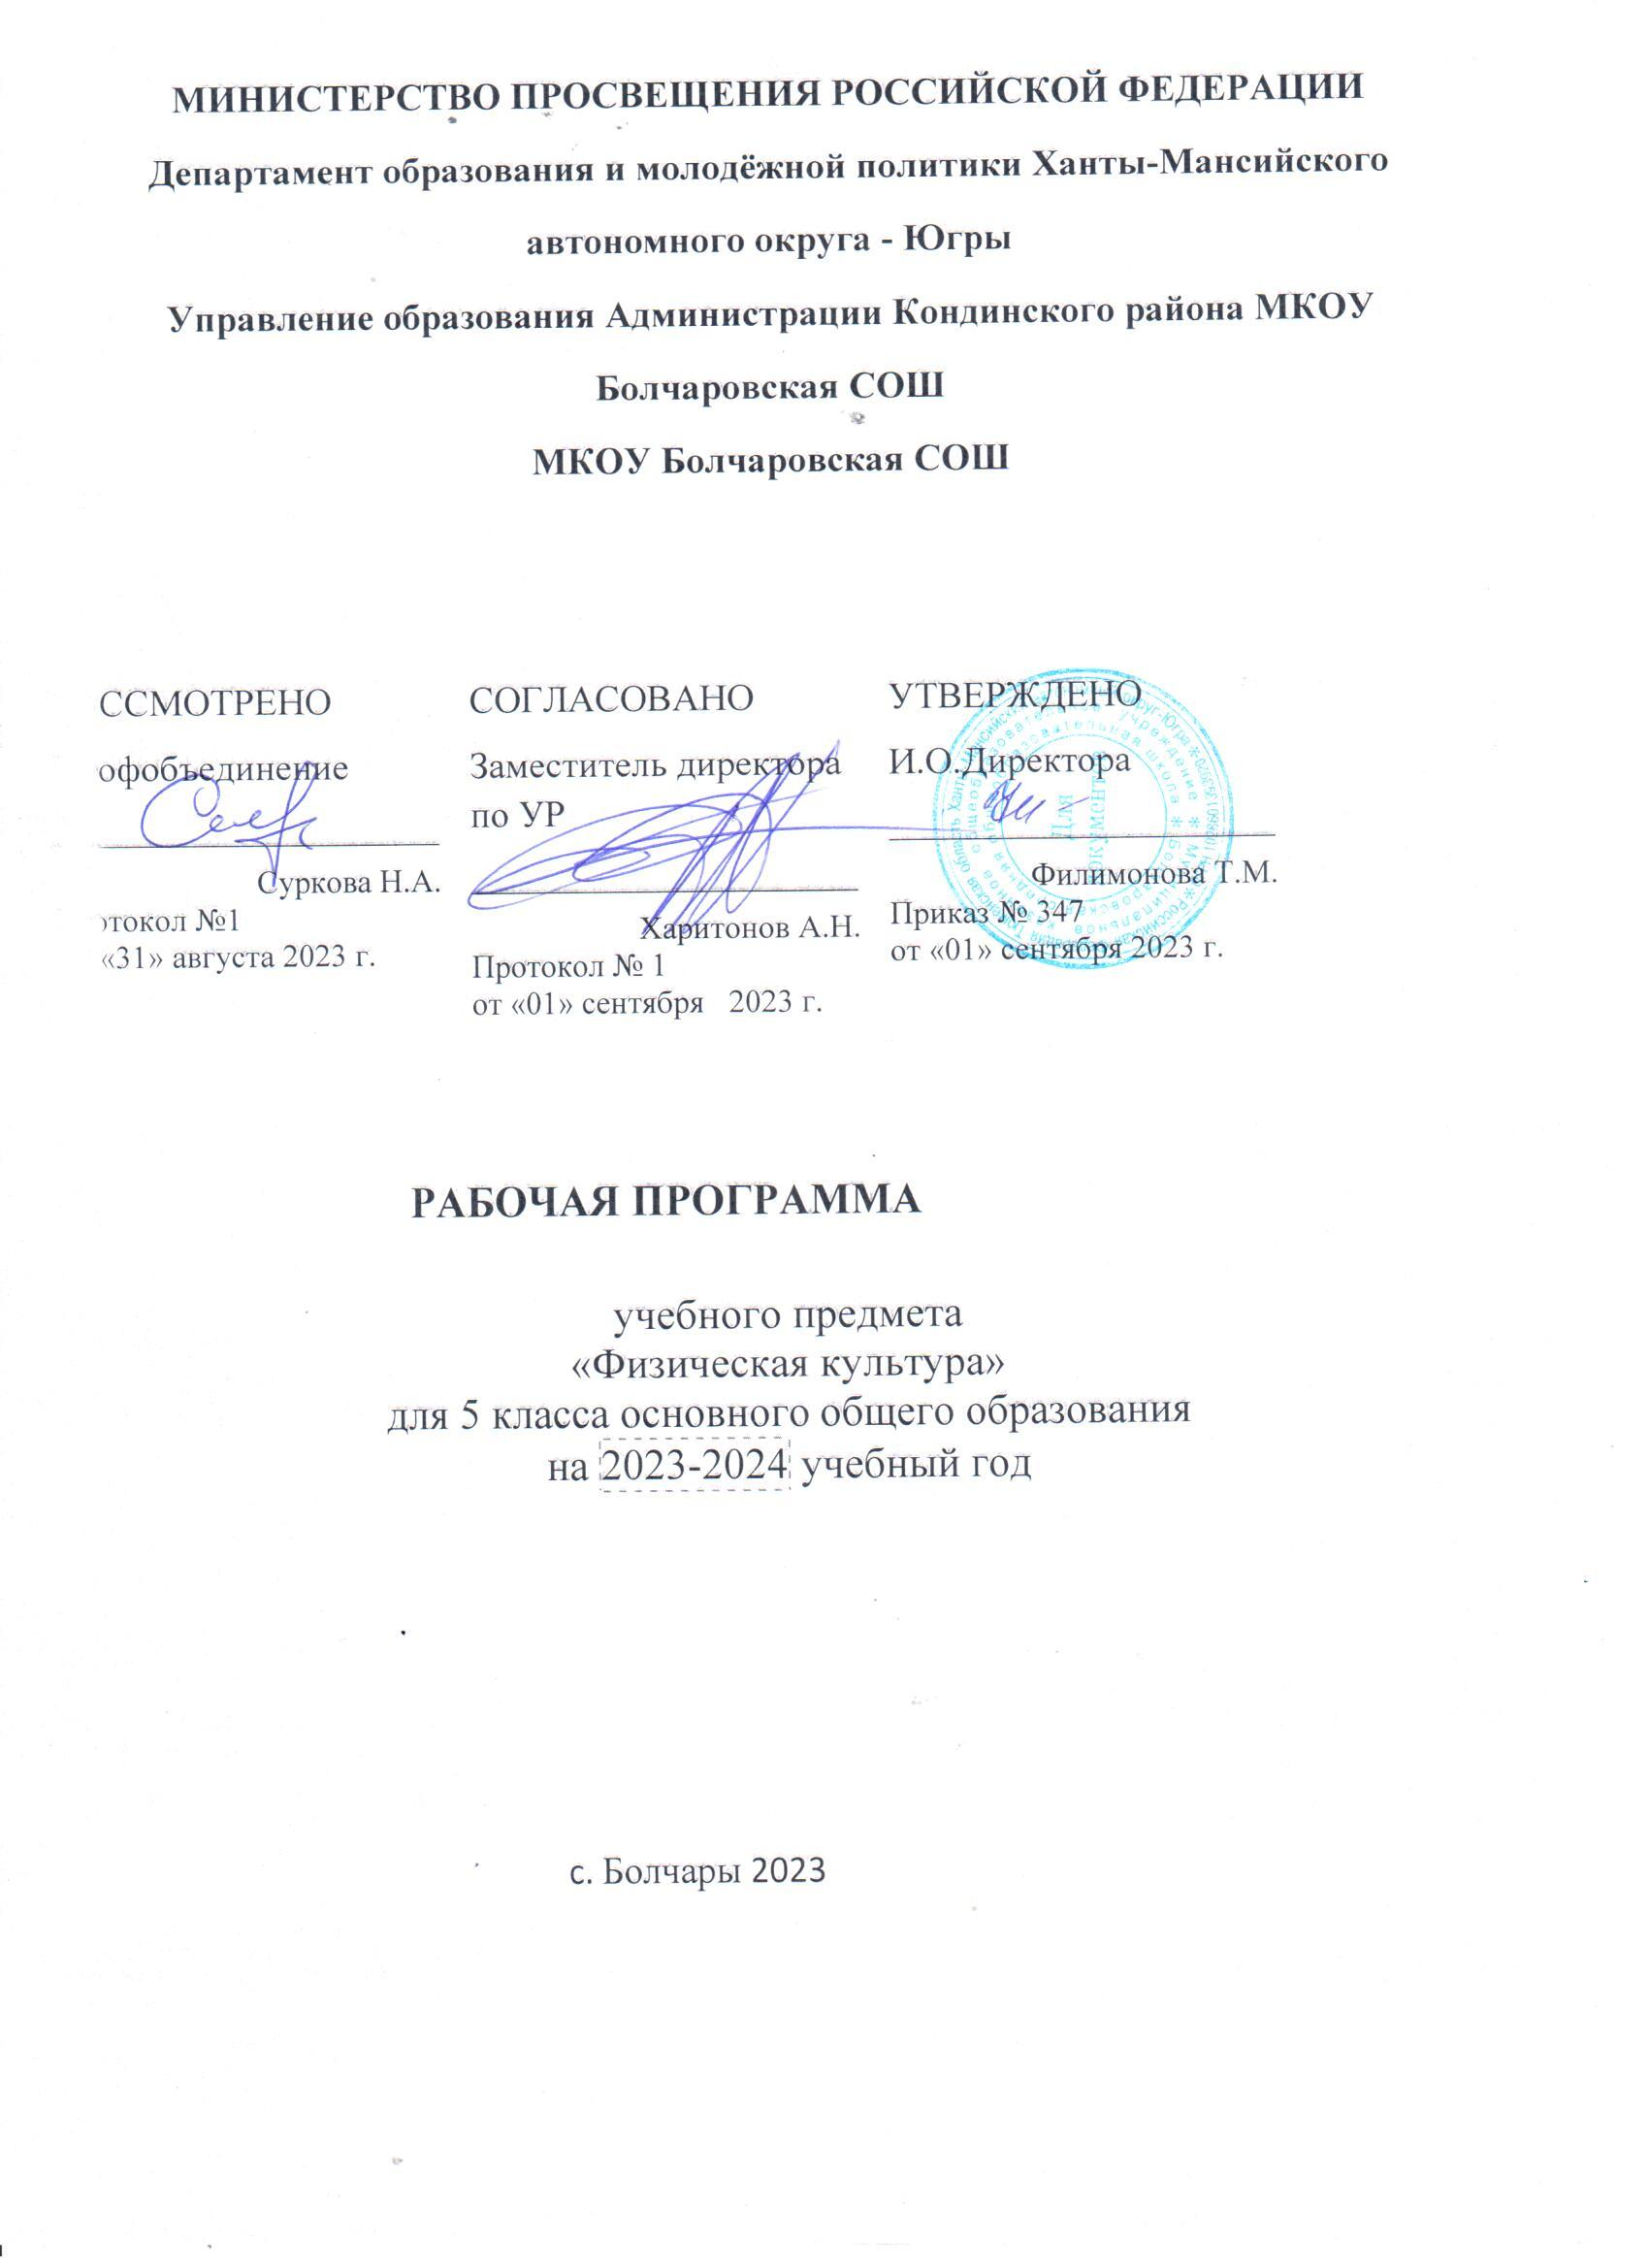 МИНИСТЕРСТВО ПРОСВЕЩЕНИЯ РОССИЙСКОЙ ФЕДЕРАЦИИ
Департамент образования и молодёжной политики Ханты-Мансийского
автономного округа - Югры
Управление образования Администрации Кондинского района МКОУ
Болчаровская СОШ
МКОУ Болчаровская СОШ
ССМОТРЕНО
офобъединение
Суркова Н.А.
отокол №1
«31» августа 2023 г.
СОГЛАСОВАНО
Заместитель директора
по УР
Харитонов А.Н.
Протокол № 1
от «01» сентября 2023 г.
УТВЕРЖДЕНО
И.О.Директора
Филимонова Т.М.
Приказ № 347
от «01» сентября 2023 г.
Для
документов
РАБОЧАЯ ПРОГРАММА
учебного предмета
«Физическая культура»
для 5 класса основного общего образования
на 2023-2024 учебный год
с. Болчары 2023